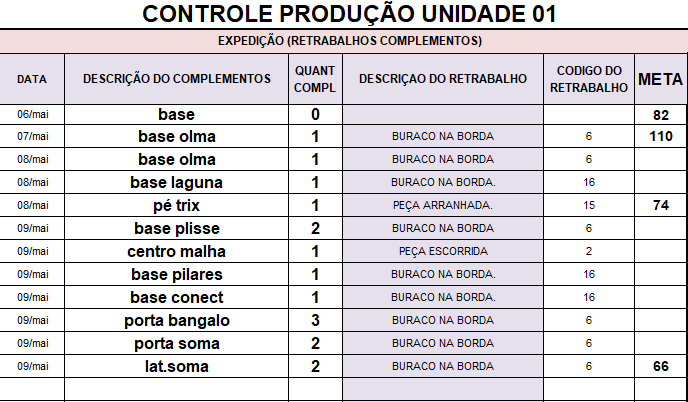 CONTROLE PRODUÇÃO UNIDADE 01
EXPEDIÇÃO (RETRABALHOS COMPLEMENTOS)
DATA DESCRIÇÃO DO COMPLEMENTOS QUANT COMPL DESCRIÇAO DO RETRABALHO CODIGO DO RETRABALHO META
06/mai base 0 82
07/mai base olma 1 BURACO NA BORDA 6 110
08/mai base olma 1 BURACO NA BORDA 6
08/mai base laguna 1 BURACO NA BORDA. 16
08/mai pé trix 1 PEÇA ARRANHADA. 15 74
09/mai base plisse 2 BURACO NA BORDA 6
09/mai centro malha 1 PEÇA ESCORRIDA 2
09/mai base pilares 1 BURACO NA BORDA. 16
09/mai base conect 1 BURACO NA BORDA. 16
09/mai porta bangalo 3 BURACO NA BORDA 6
09/mai porta soma 2 BURACO NA BORDA 6
09/mai lat.soma 2 BURACO NA BORDA 6 66